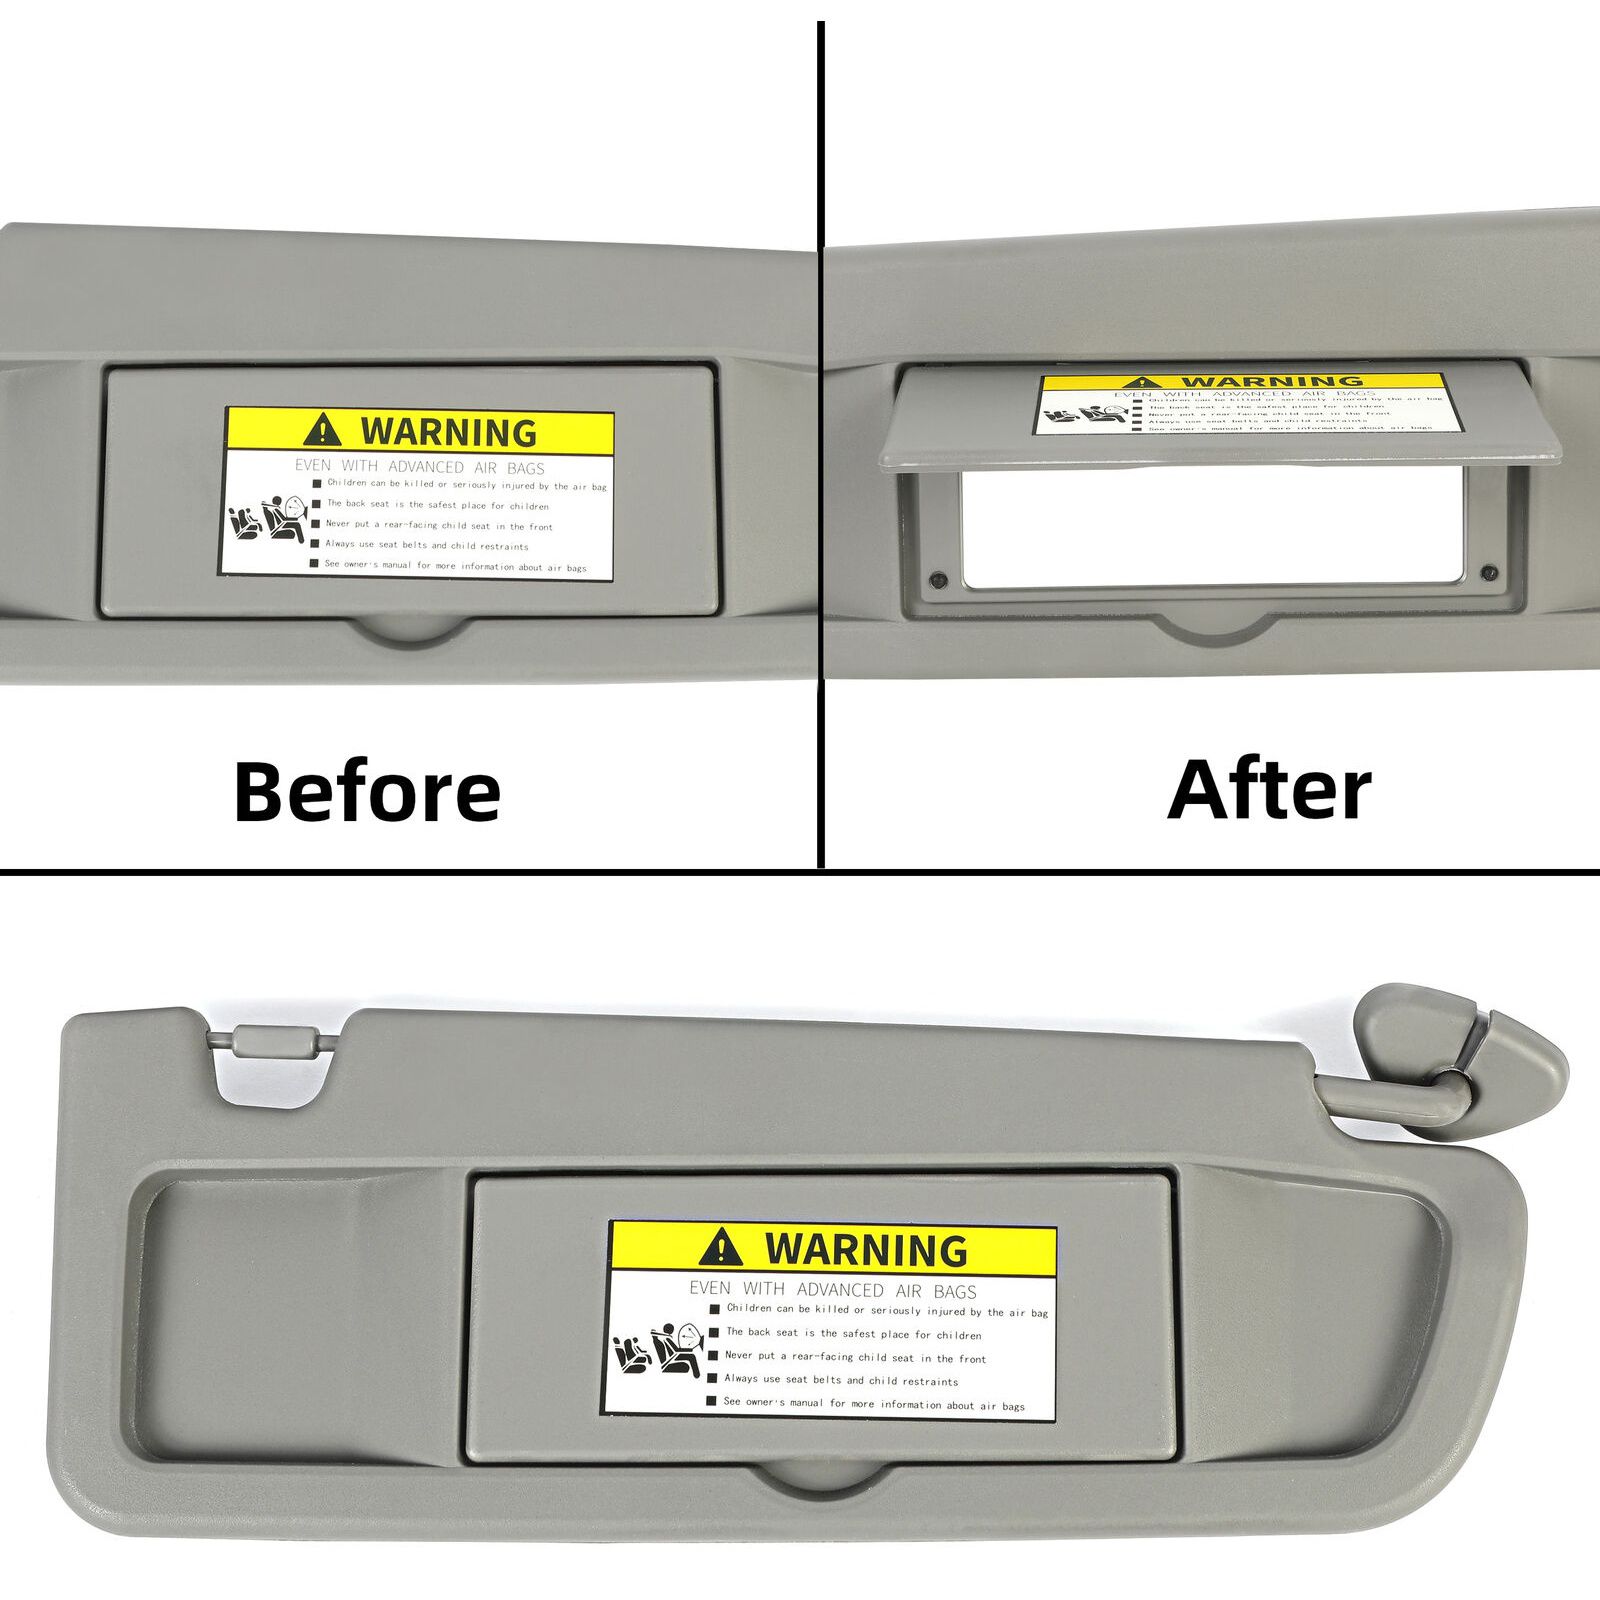 WARNING
EVEN WITH ADVANCED AIR BAGS
Children can be killed or seriously injured by the air bag
The back seat is the safest place for children
Never put a rear-facing child seat in the front
Always use seat belts and child restraints
See owner's manual for more information about air bags
Before
WARNING
EVEN WITH ADVANCED AIR BAGS
Children can be killed or seriously injured by the air bag
The back seat is the safest place for children
Never put a rear-facing child seat in the front
Always use seat belts and child restraints
See owner's manual for more information about air bags
After
WARNING
EVEN WITH ADVANCED AIR BAGS
Children can be killed or seriously injured by the air bag
The back seat is the safest place for children
Never put a rear-facing child seat in the front
Always use seat belts and child restraints
See owner's manual for more information about air bags